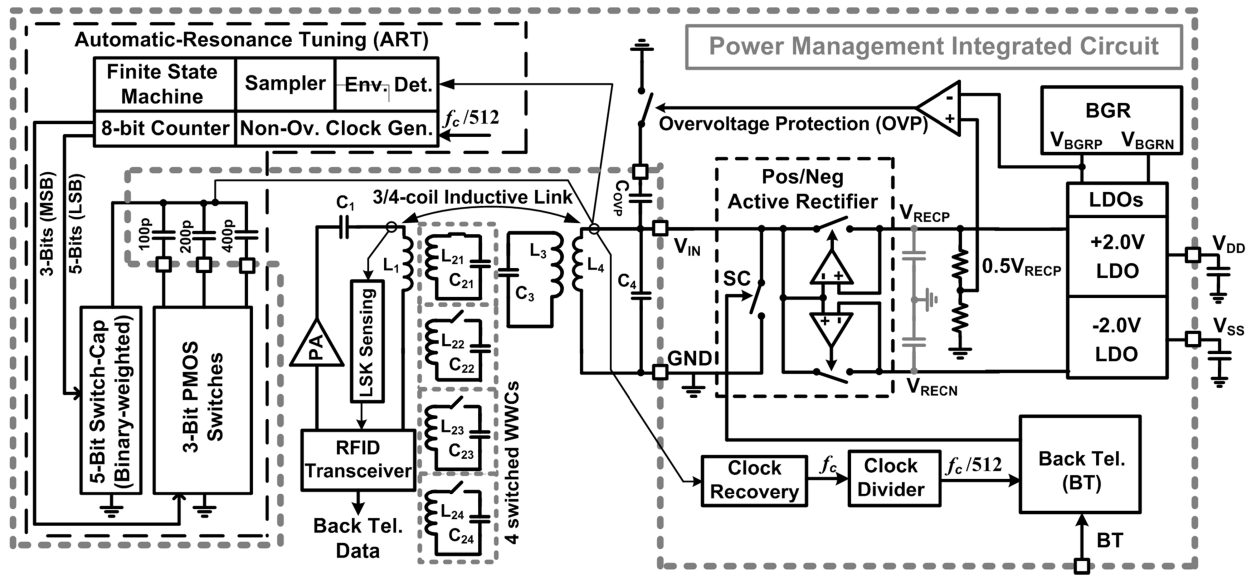 Automatic-Resonance Tuning (ART)
Finite State
Machine
Sampler
Env. Det.
8-bit Counter
Non-Ov. Clock Gen.
fc/512
3-Bits (MSB)
5-Bits (LSB)
100p
200p
400p
5-Bit Switch-Cap
(Binary-weighted)
3-Bit PMOS
Switches
3/4-coil Inductive Link
C1
L1
PA
LSK Sensing
RFID
Transceiver
Back Tel.
Data
L21
C21
L22
C22
L23
C23
L24
C24
4 switched WWCs
L3
C3
L4
C4
COVP
VIN
GND
Power Management Integrated Circuit
Overvoltage Protection (OVP)
-
+
BGR
VBGRP
VBGRN
Pos/Neg
Active Rectifier
SC
-
+
+
-
VRECP
VRECN
0.5VRECP
LDOs
+2.0V
LDO
-2.0V
LDO
VDD
VSS
Clock
Recovery
fc
Clock
Divider
fc/512
Back Tel.
(BT)
BT